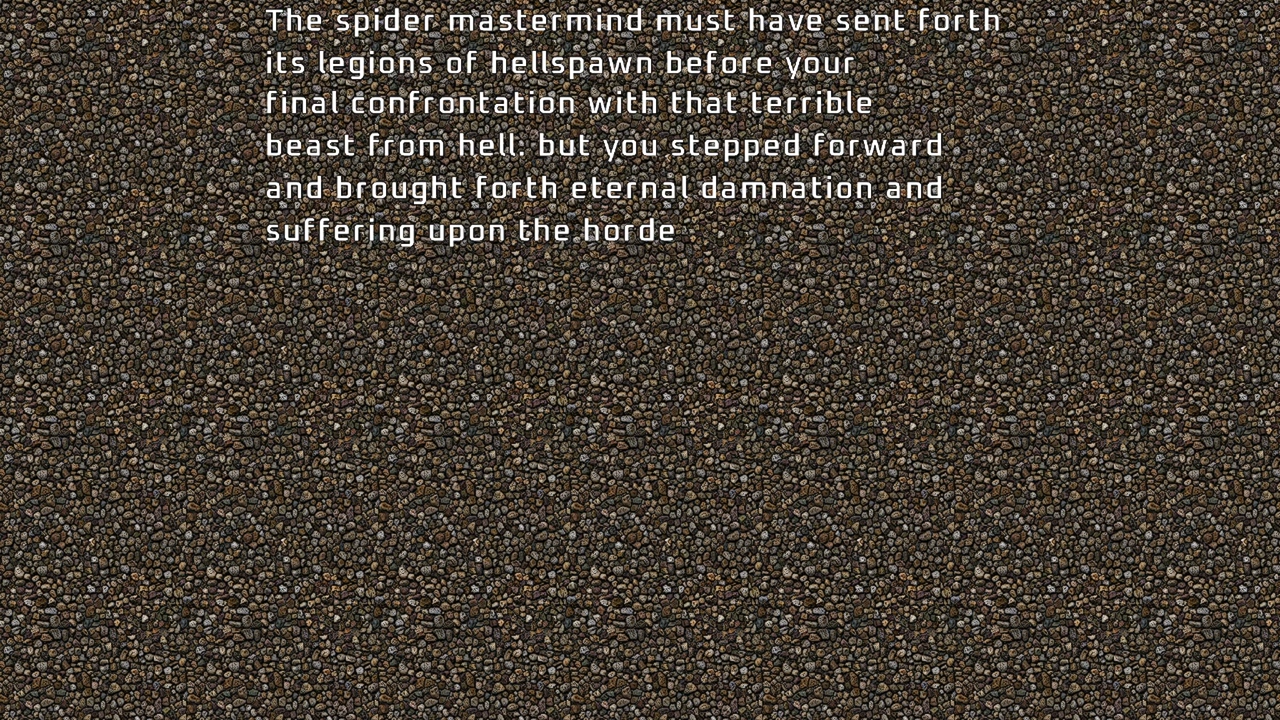 The spider mastermind must have sent forth
its legions of hellspawn before your
final confrontation with that terrible
beast from hell. but you stepped forward
and brought forth eternal damnation and
suffering upon the horde